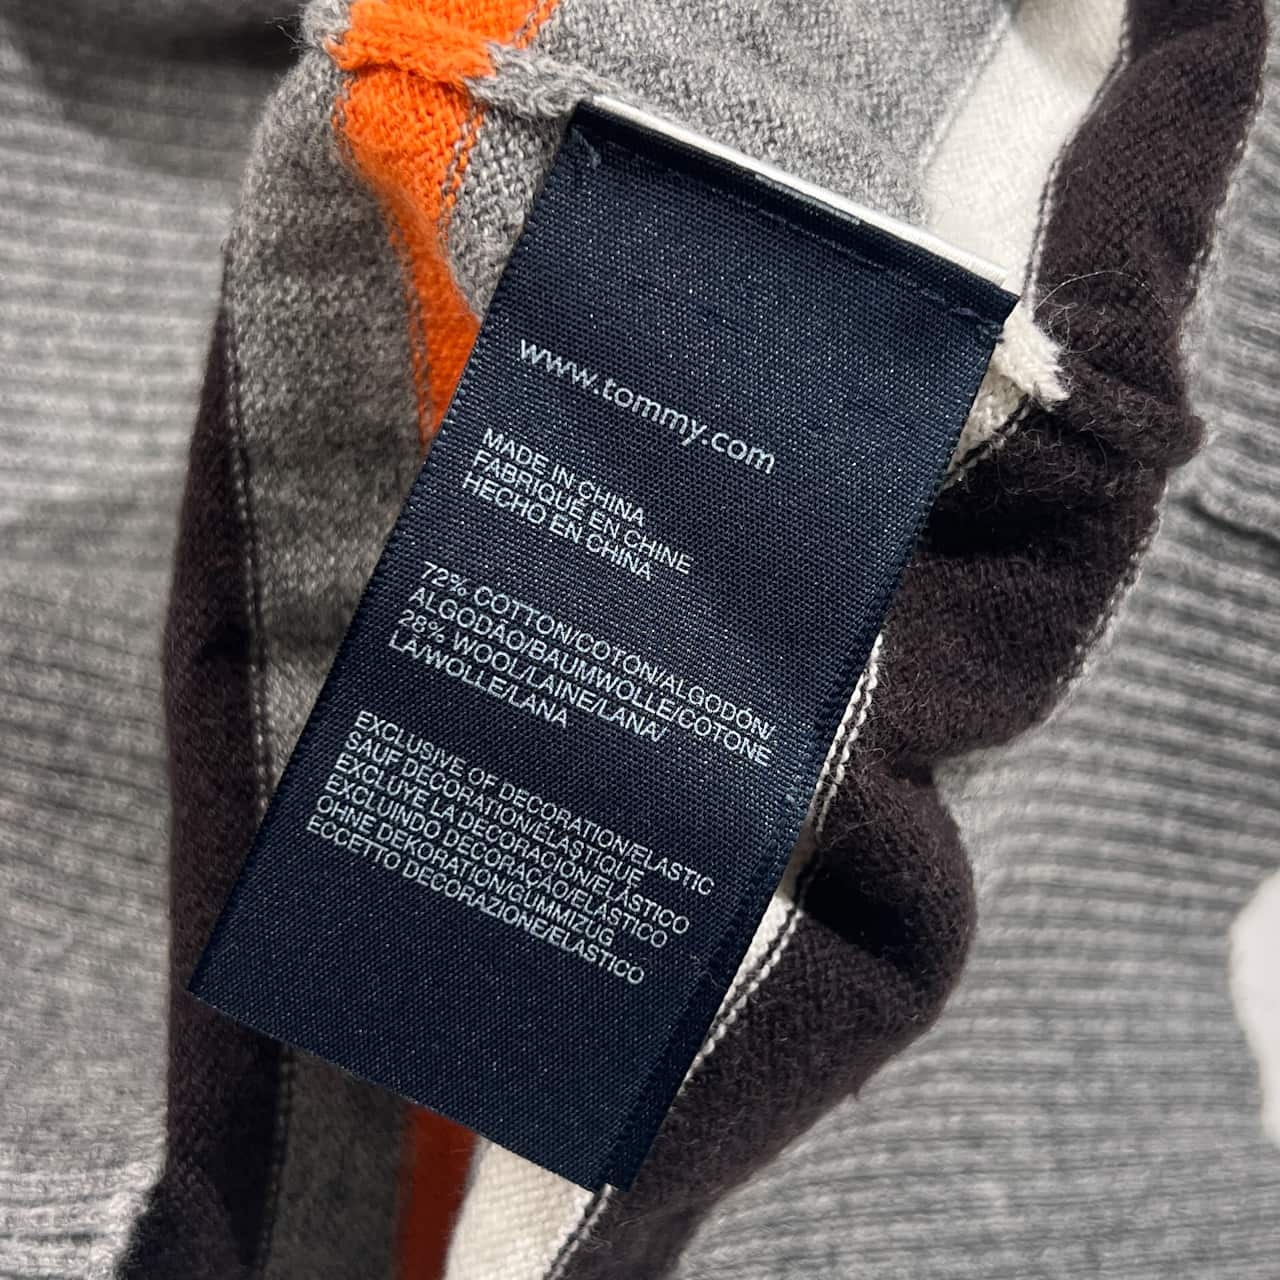 www.tommy.com
MADE IN CHINA
FABRIQUÉ EN CHINE
HECHO EN CHINA
72% COTTON/COTON/ALGODÓN/
ALGODÃO/BAUMWOLLE/COTONE
28% WOOL/LAINE/LANA/
LÃ/WOLLE/LANA
EXCLUSIVE OF DECORATION/ELASTIC
SAUF DÉCORATION/ÉLASTIQUE
EXCLUYE LA DECORACIÓN/ELÁSTICO
EXCLUINDO DECORAÇÃO/ELÁSTICO
OHNE DEKORATION/GUMMIZUG
ECCETTO DECORAZIONE/ELASTICO